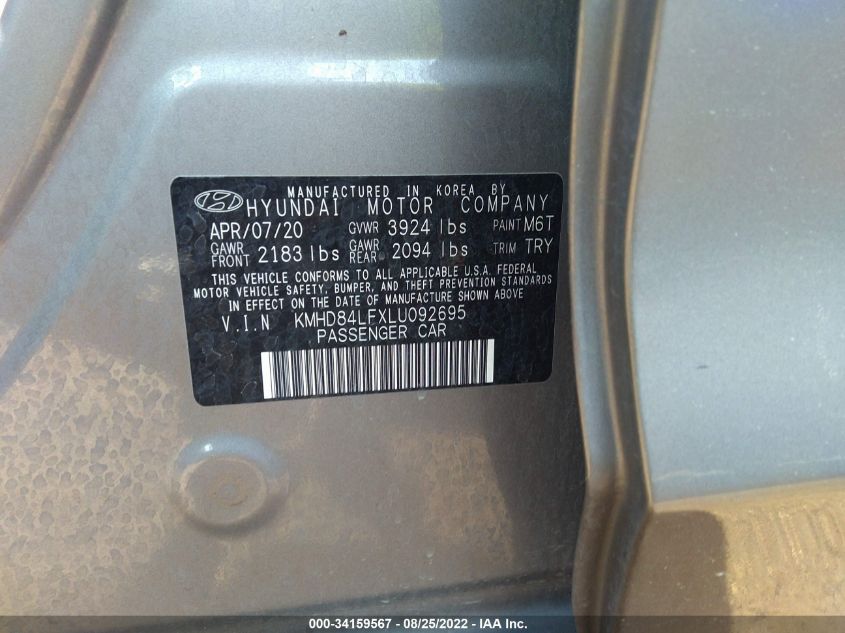 MANUFACTURED IN KOREA BY
HYUNDAI MOTOR COMPANY
APR/07/20 GVWR 3924 lbs PAINT M6T
GAWR FRONT 2183 lbs GAWR REAR 2094 lbs TRIM TRY
THIS VEHICLE CONFORMS TO ALL APPLICABLE U.S.A. FEDERAL
MOTOR VEHICLE SAFETY, BUMPER, AND THEFT PREVENTION STANDARDS
IN EFFECT ON THE DATE OF MANUFACTURE SHOWN ABOVE
V.I.N KMHD84LFXLU092695
PASSENGER CAR
000-34159567 - 08/25/2022 - IAA Inc.